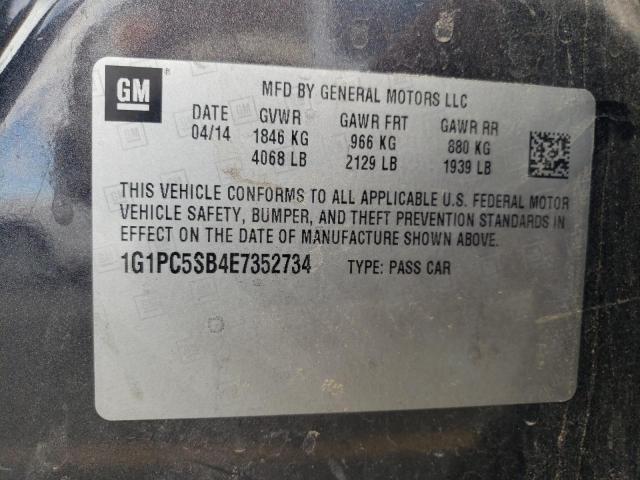 GM ®
MFD BY GENERAL MOTORS LLC
DATE GVWR GAWR FRT GAWR RR
04/14 1846 KG 966 KG 880 KG
4068 LB 2129 LB 1939 LB
THIS VEHICLE CONFORMS TO ALL APPLICABLE U.S. FEDERAL MOTOR
VEHICLE SAFETY, BUMPER, AND THEFT PREVENTION STANDARDS IN
EFFECT ON THE DATE OF MANUFACTURE SHOWN ABOVE.
1G1PC5SB4E7352734 TYPE: PASS CAR